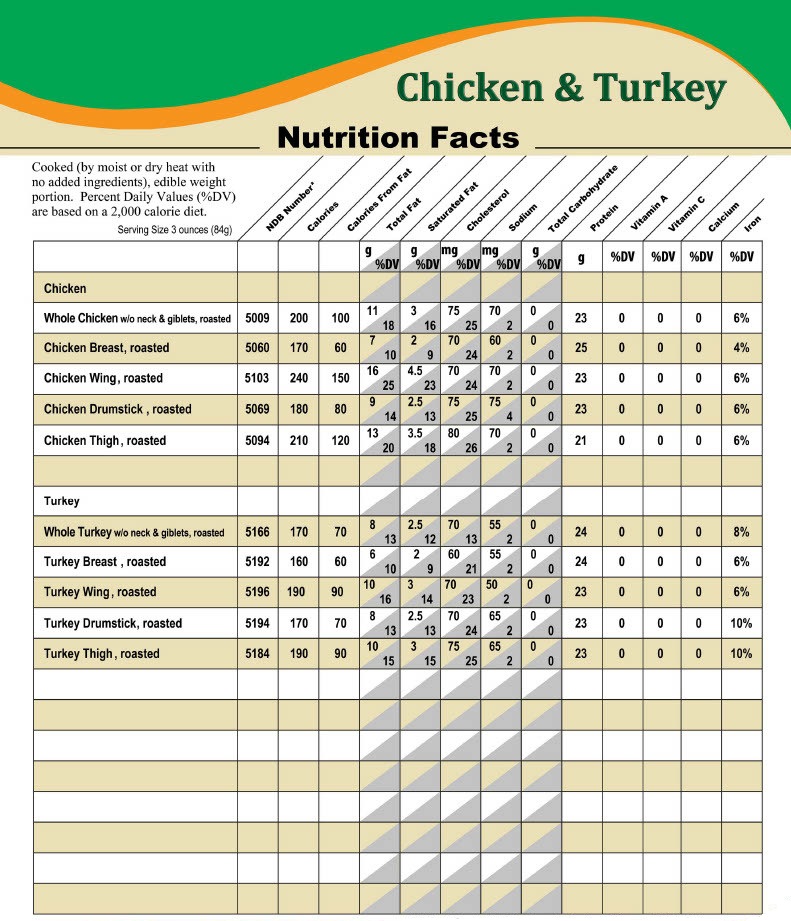 Chicken & Turkey
Nutrition Facts
Cooked (by moist or dry heat with
no added ingredients), edible weight
portion. Percent Daily Values (%DV)
are based on a 2,000 calorie diet.
Serving Size 3 ounces (84g)
NDB Number*
Calories
Calories From Fat
Total Fat
Saturated Fat
Cholesterol
Sodium
Total Carbohydrate
Protein
Vitamin A
Vitamin C
Calcium
Iron
g %DV g %DV mg %DV mg %DV g %DV g %DV %DV %DV %DV
Chicken
Whole Chicken w/o neck & giblets, roasted 5009 200 100 11 18 3 16 75 25 70 2 0 0 23 0 0 0 6%
Chicken Breast, roasted 5060 170 60 7 10 2 9 70 24 60 2 0 0 25 0 0 0 4%
Chicken Wing, roasted 5103 240 150 16 25 4.5 23 70 24 70 2 0 0 23 0 0 0 6%
Chicken Drumstick , roasted 5069 180 80 9 14 2.5 13 75 25 75 4 0 0 23 0 0 0 6%
Chicken Thigh, roasted 5094 210 120 13 20 3.5 18 80 26 70 2 0 0 21 0 0 0 6%
Turkey
Whole Turkey w/o neck & giblets, roasted 5166 170 70 8 13 2.5 12 70 13 55 2 0 0 24 0 0 0 8%
Turkey Breast , roasted 5192 160 60 6 10 2 9 60 21 55 2 0 0 24 0 0 0 6%
Turkey Wing, roasted 5196 190 90 10 16 3 14 70 23 50 2 0 0 23 0 0 0 6%
Turkey Drumstick, roasted 5194 170 70 8 13 2.5 13 70 24 65 2 0 0 23 0 0 0 10%
Turkey Thigh, roasted 5184 190 90 10 15 3 15 75 25 65 2 0 0 23 0 0 0 10%